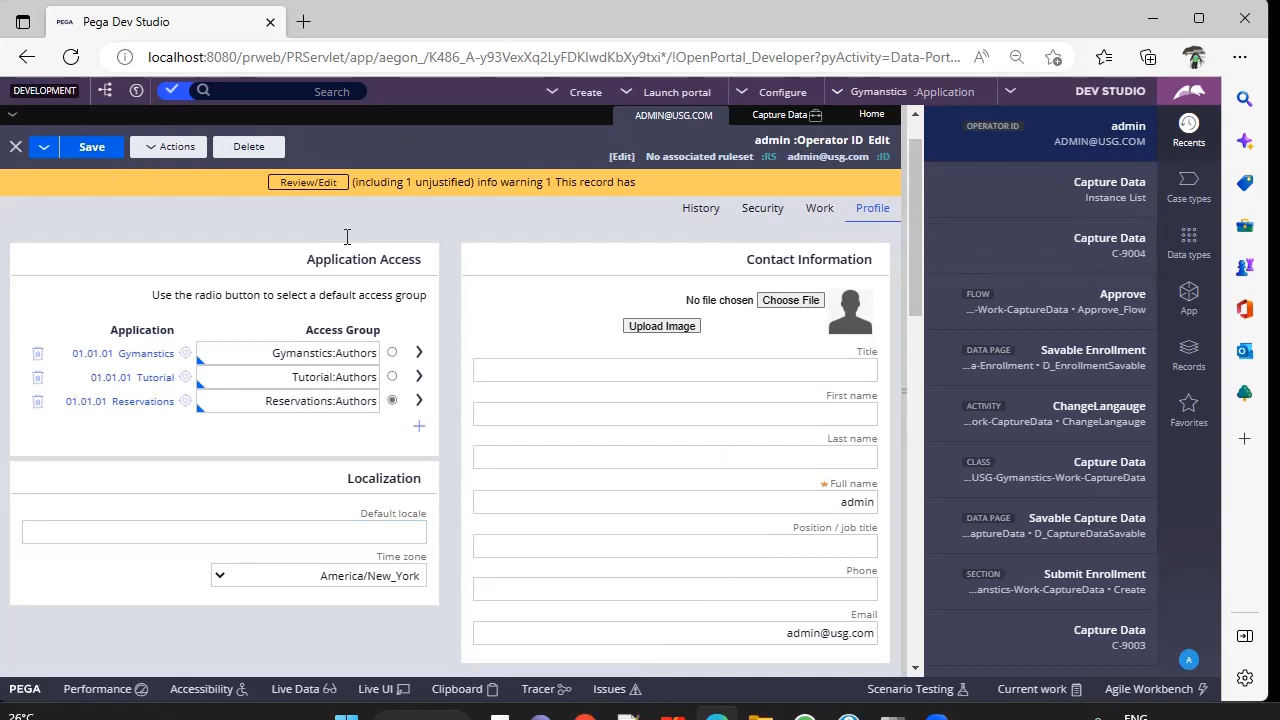 PEGA Pega Dev Studio
localhost:8080/prweb/PRServlet/app/aegon_/K486_A-y93VexXq2LyFDKIwdKbXy9txi*/!OpenPortal_Developer?pyActivity=Data-Port...
DEVELOPMENT Search Create Launch portal Configure Gymanstics :Application DEV STUDIO
ADMIN@USG.COM Capture Data Home
Save Actions Delete
admin :Operator ID Edit
[Edit] No associated ruleset :RS admin@usg.com :ID
Review/Edit (including 1 unjustified) info warning 1 This record has
History Security Work Profile
Application Access
Use the radio button to select a default access group
Application Access Group
01.01.01 Gymanstics Gymanstics:Authors
01.01.01 Tutorial Tutorial:Authors
01.01.01 Reservations Reservations:Authors
Localization
Default locale
Time zone
America/New_York
Contact Information
No file chosen Choose File
Upload Image
Title
First name
Last name
Full name
admin
Position / job title
Phone
Email
admin@usg.com
OPERATOR ID admin
ADMIN@USG.COM
Capture Data
Instance List
Capture Data
C-9004
FLOW Approve
...-Work-CaptureData • Approve_Flow
DATA PAGE Savable Enrollment
...a-Enrollment • D_EnrollmentSavable
ACTIVITY ChangeLangauge
...ork-CaptureData • ChangeLangauge
CLASS Capture Data
...USG-Gymanstics-Work-CaptureData
DATA PAGE Savable Capture Data
...aptureData • D_CaptureDataSavable
SECTION Submit Enrollment
...anstics-Work-CaptureData • Create
Capture Data
C-9003
Recents
Case types
Data types
App
Records
Favorites
A
PEGA Performance Accessibility Live Data Live UI Clipboard Tracer Issues Scenario Testing Current work Agile Workbench
26°C
ENG